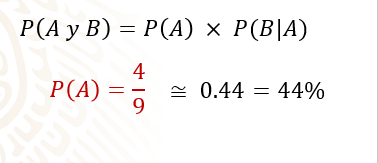 P(A y B) = P(A) × P(B|A)
P(A) = 4/9 ≅ 0.44 = 44%